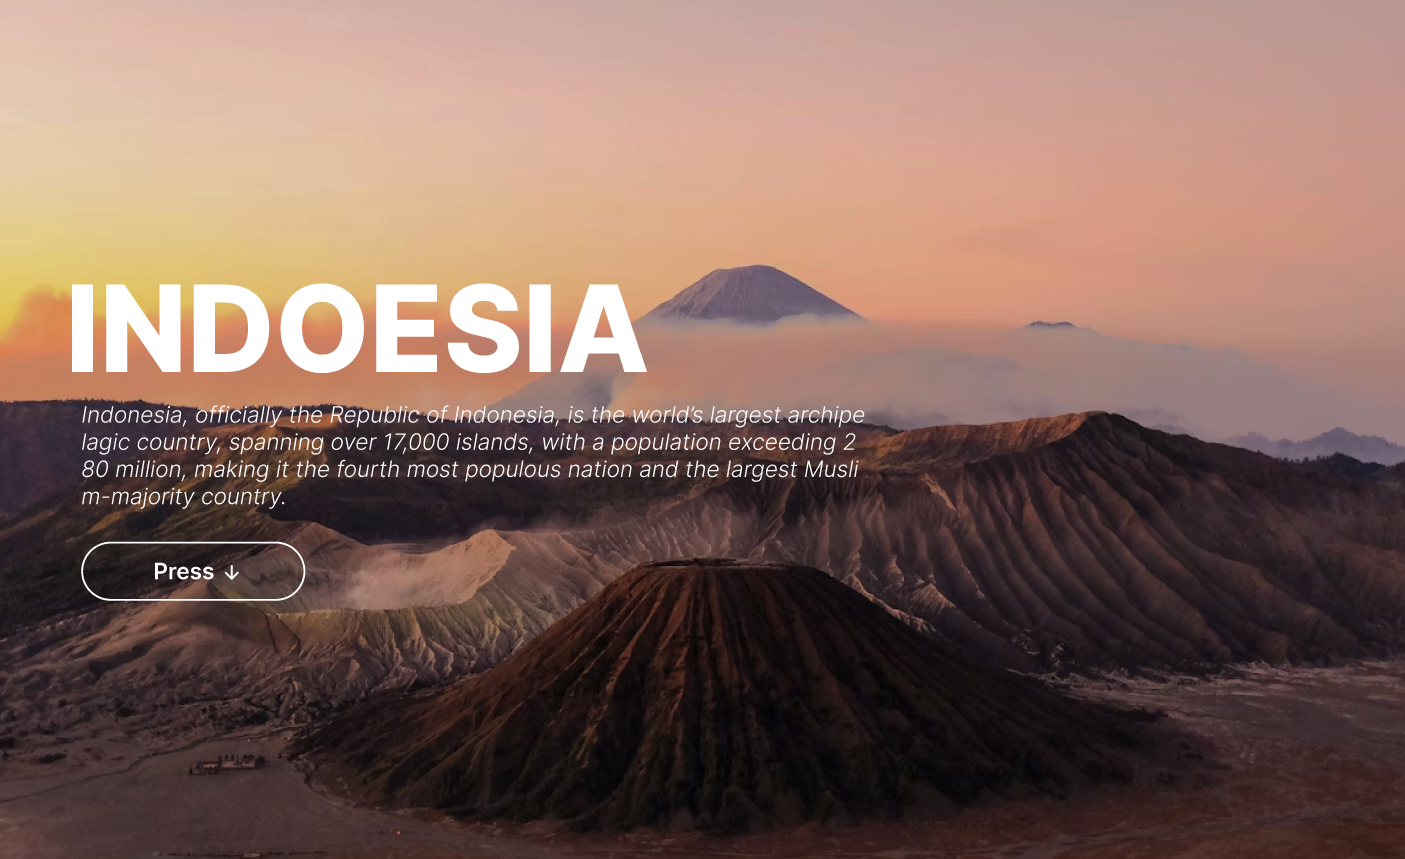 INDOESIA
Indonesia, officially the Republic of Indonesia, is the world’s largest archipe
lagic country, spanning over 17,000 islands, with a population exceeding 2
80 million, making it the fourth most populous nation and the largest Musli
m-majority country.
Press ↓